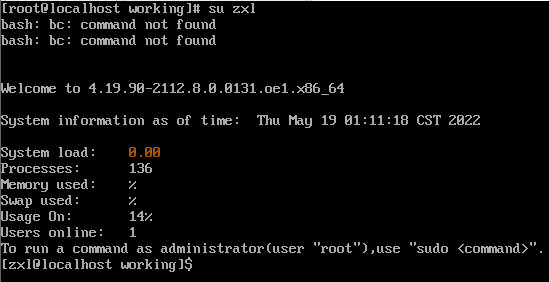 [root@localhost working]# su zxl
bash: bc: command not found
bash: bc: command not found
Welcome to 4.19.90-2112.8.0.0131.oe1.x86_64
System information as of time:  Thu May 19 01:11:18 CST 2022
System load:    0.00
Processes:      136
Memory used:    %
Swap used:      %
Usage On:       14%
Users online:   1
To run a command as administrator(user "root"),use "sudo <command>".
[zxl@localhost working]$